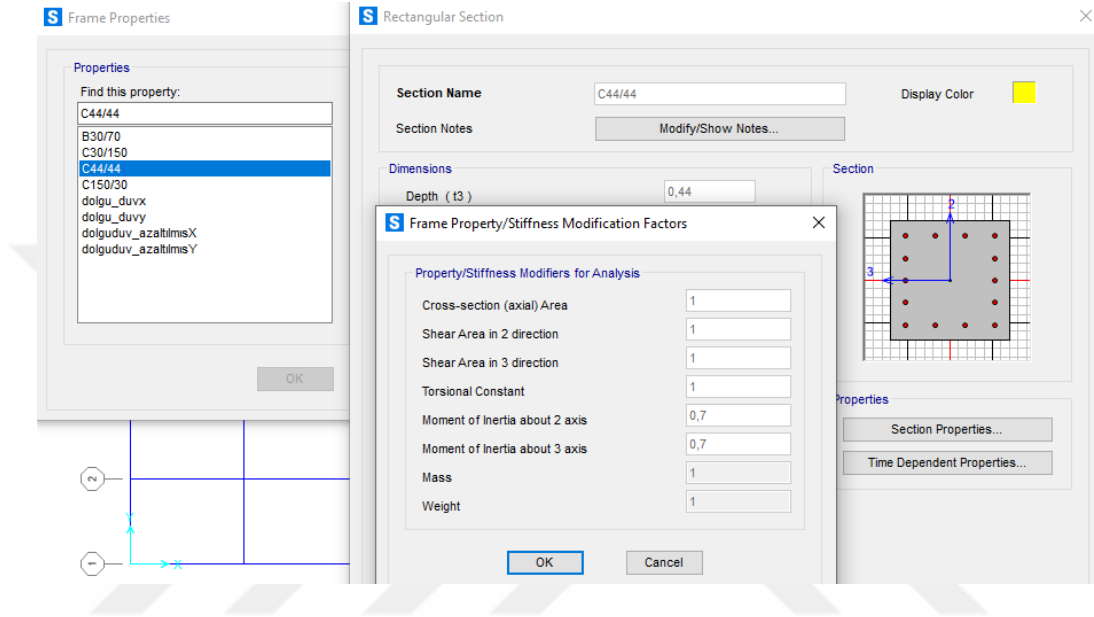 S Frame Properties
Properties
Find this property:
C44/44
B30/70
C30/150
C44/44
C150/30
dolgu_duvx
dolgu_duvy
dolguduv_azaltılmısX
dolguduv_azaltılmısY
OK
2
1
Y
X
S Rectangular Section
Section Name
C44/44
Display Color
Section Notes
Modify/Show Notes...
Dimensions
Depth ( t3 )
0,44
Section
2
3
Properties
Section Properties...
Time Dependent Properties...
S Frame Property/Stiffness Modification Factors
Property/Stiffness Modifiers for Analysis
Cross-section (axial) Area
1
Shear Area in 2 direction
1
Shear Area in 3 direction
1
Torsional Constant
1
Moment of Inertia about 2 axis
0,7
Moment of Inertia about 3 axis
0,7
Mass
1
Weight
1
OK
Cancel